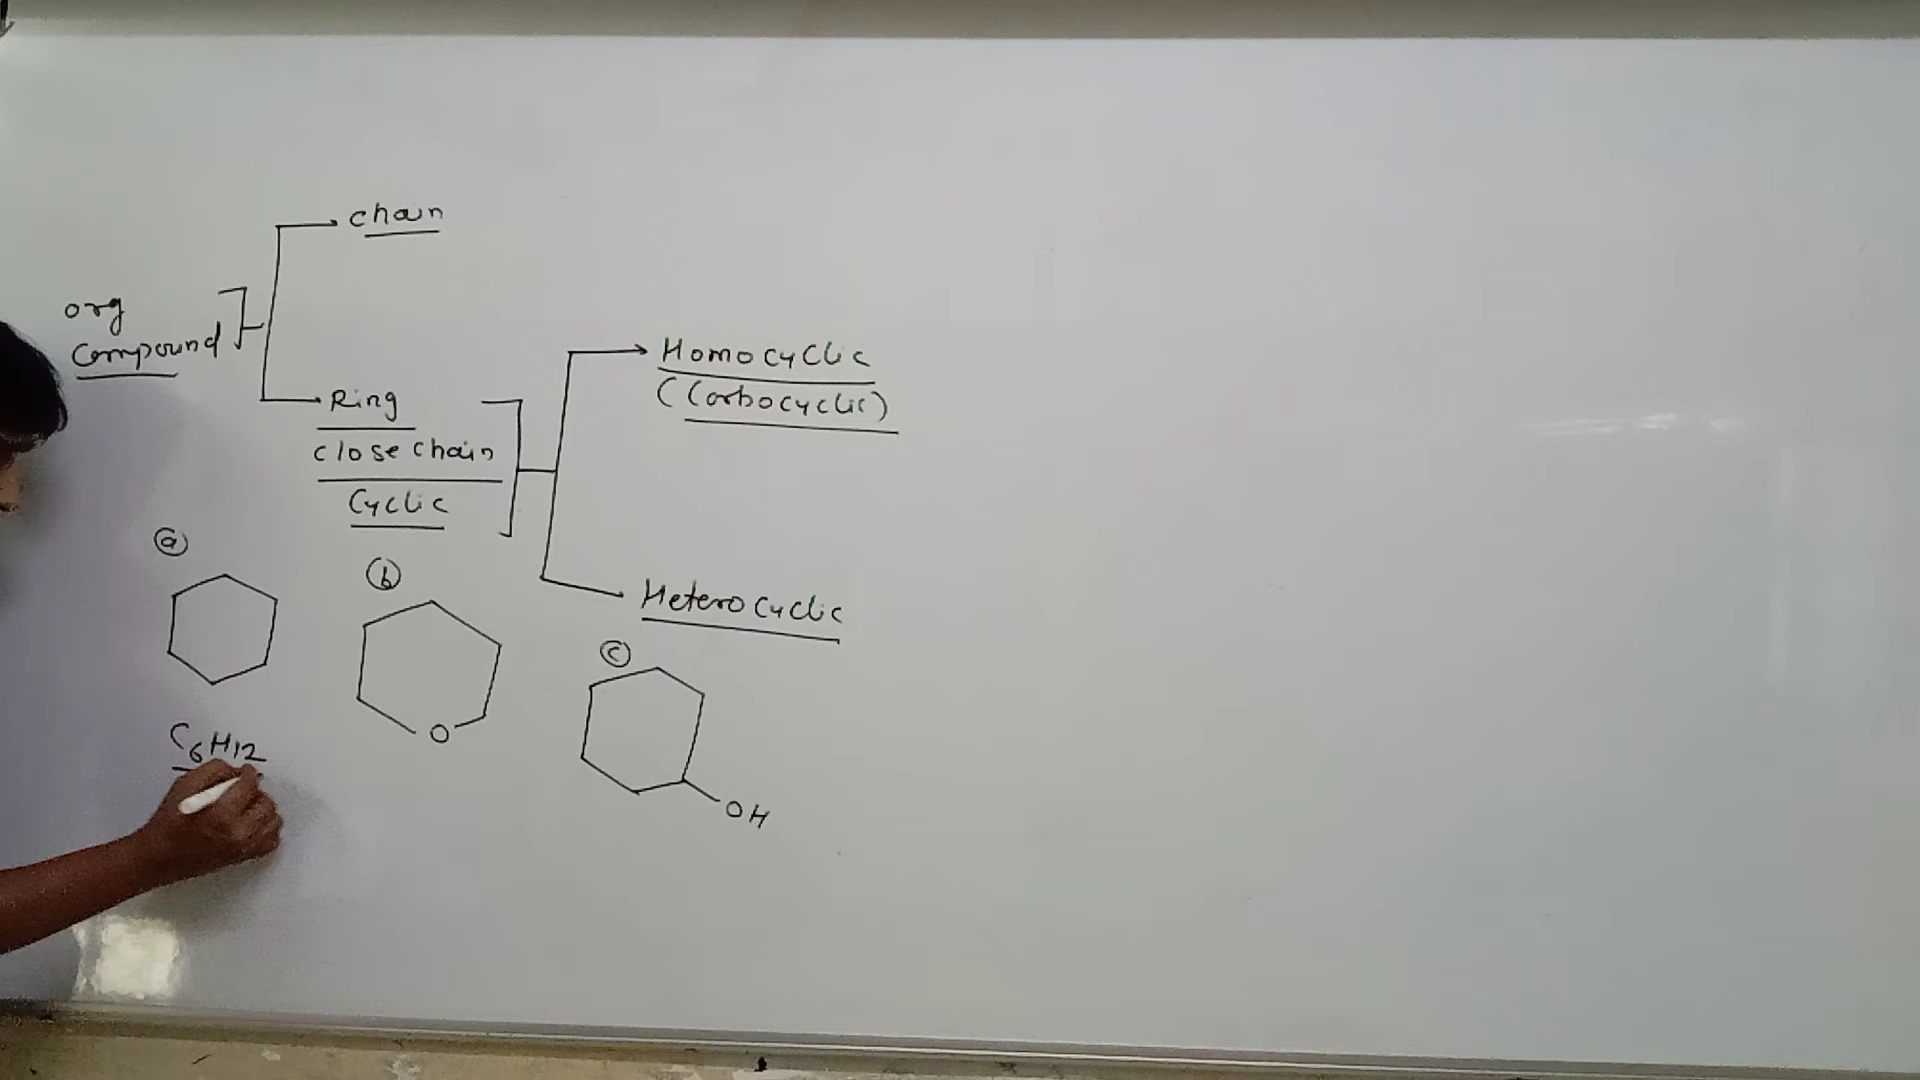 chain
org
compound
Ring
close chain
Cyclic
Homocyclic
(Carbocyclic)
Heterocyclic
a
b
c
O
OH
C6H12